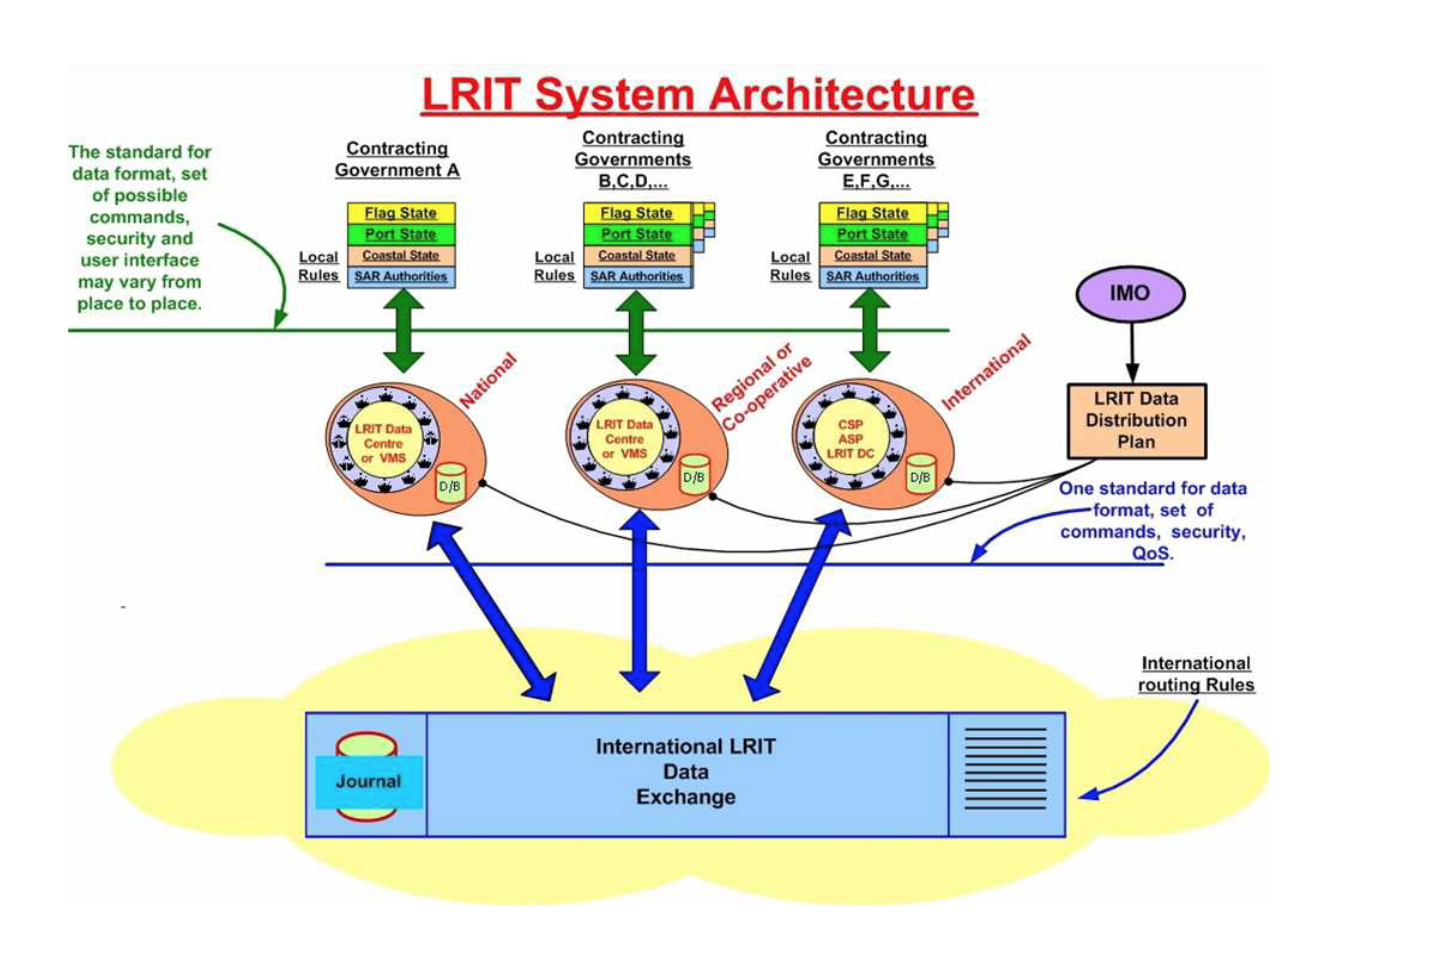 LRIT System Architecture
The standard for
data format, set
of possible
commands,
security and
user interface
may vary from
place to place.
Contracting
Government A
Local
Rules
Flag State
Port State
Coastal State
SAR Authorities
Contracting
Governments
B,C,D,...
Local
Rules
Flag State
Port State
Coastal State
SAR Authorities
Contracting
Governments
E,F,G,...
Local
Rules
Flag State
Port State
Coastal State
SAR Authorities
IMO
LRIT Data
Distribution
Plan
National
LRIT Data
Centre
or VMS
D/B
Regional or
Co-operative
LRIT Data
Centre
or VMS
D/B
International
CSP
ASP
LRIT DC
D/B
One standard for data
format, set of
commands, security,
QoS.
International
routing Rules
Journal
International LRIT
Data
Exchange